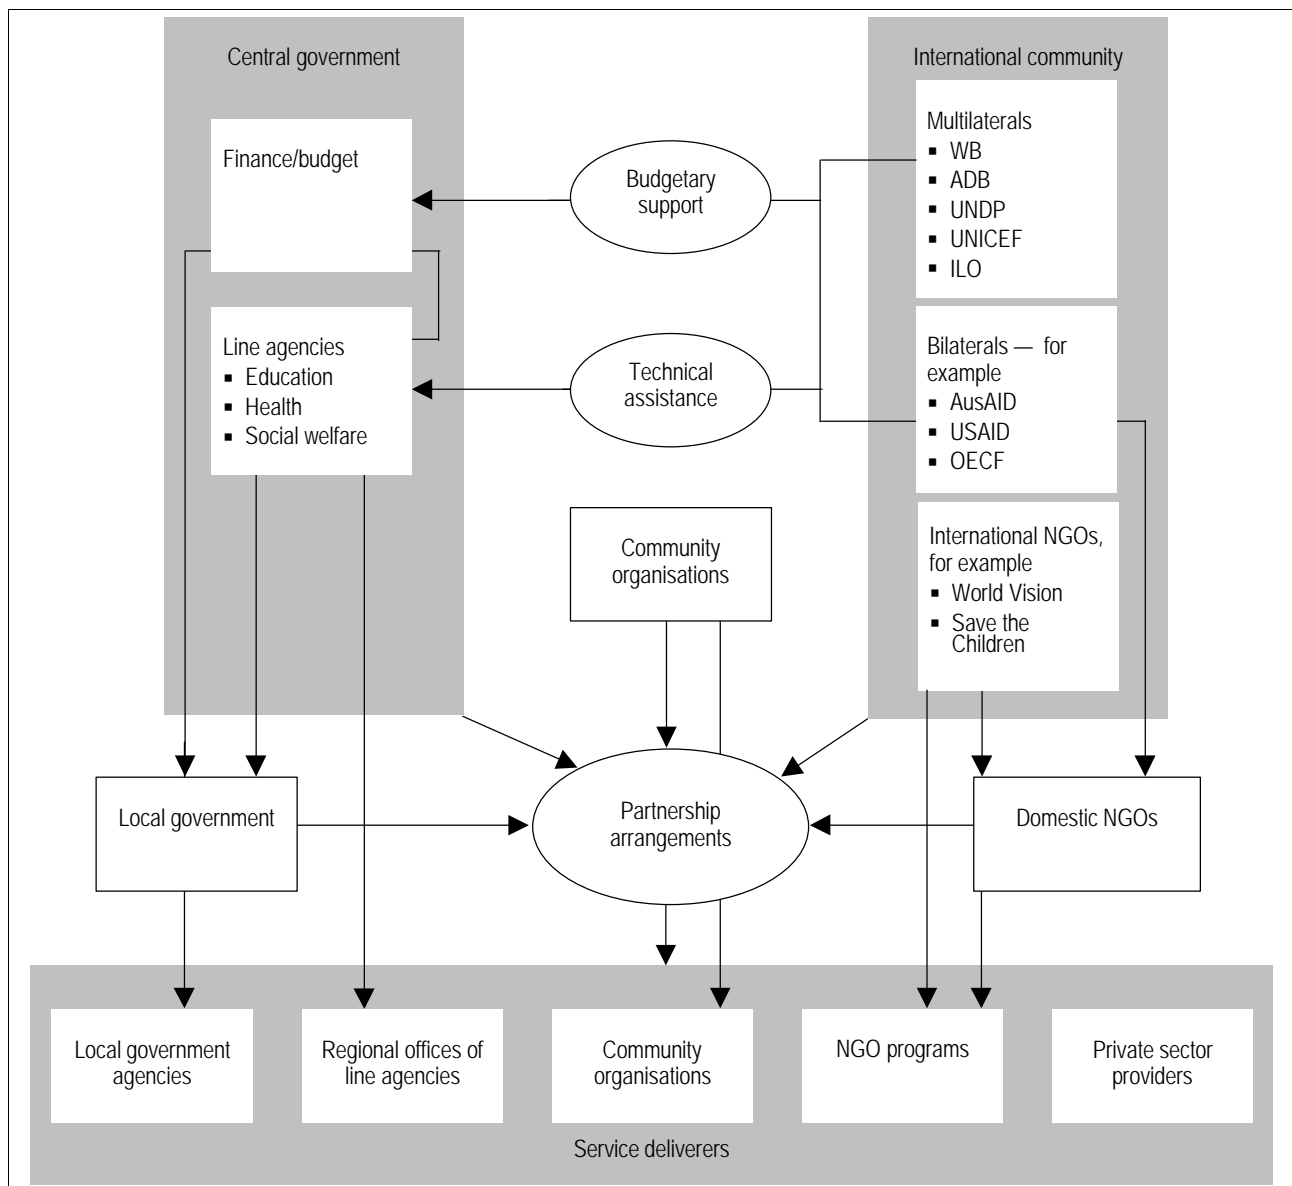 Central government
International community
Finance/budget
Multilaterals
▪ WB
▪ ADB
▪ UNDP
▪ UNICEF
▪ ILO
Budgetary
support
Line agencies
▪ Education
▪ Health
▪ Social welfare
Technical
assistance
Bilaterals — for
example
▪ AusAID
▪ USAID
▪ OECF
Community
organisations
International NGOs,
for example
▪ World Vision
▪ Save the
Children
Local government
Partnership
arrangements
Domestic NGOs
Local government
agencies
Regional offices of
line agencies
Community
organisations
NGO programs
Private sector
providers
Service deliverers